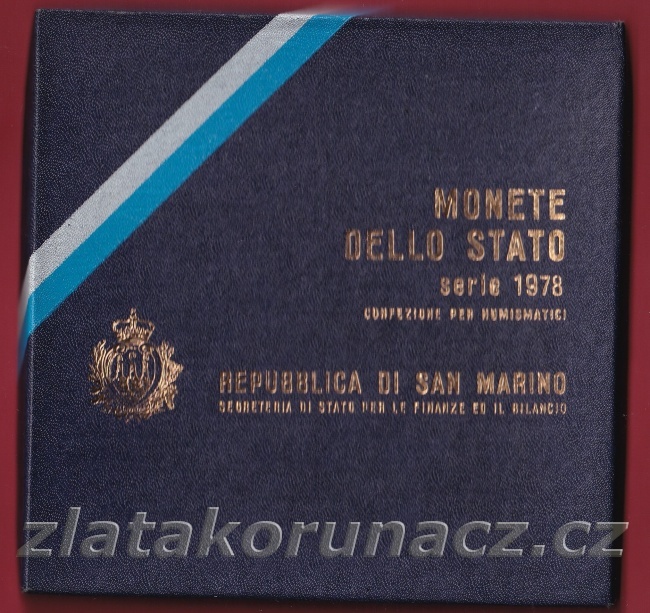 MONETE
DELLO STATO
serie 1978
CONFEZIONE PER NUMISMATICI
REPUBBLICA DI SAN MARINO
SEGRETERIA DI STATO PER LE FINANZE ED IL BILANCIO
zlatakorunacz.cz